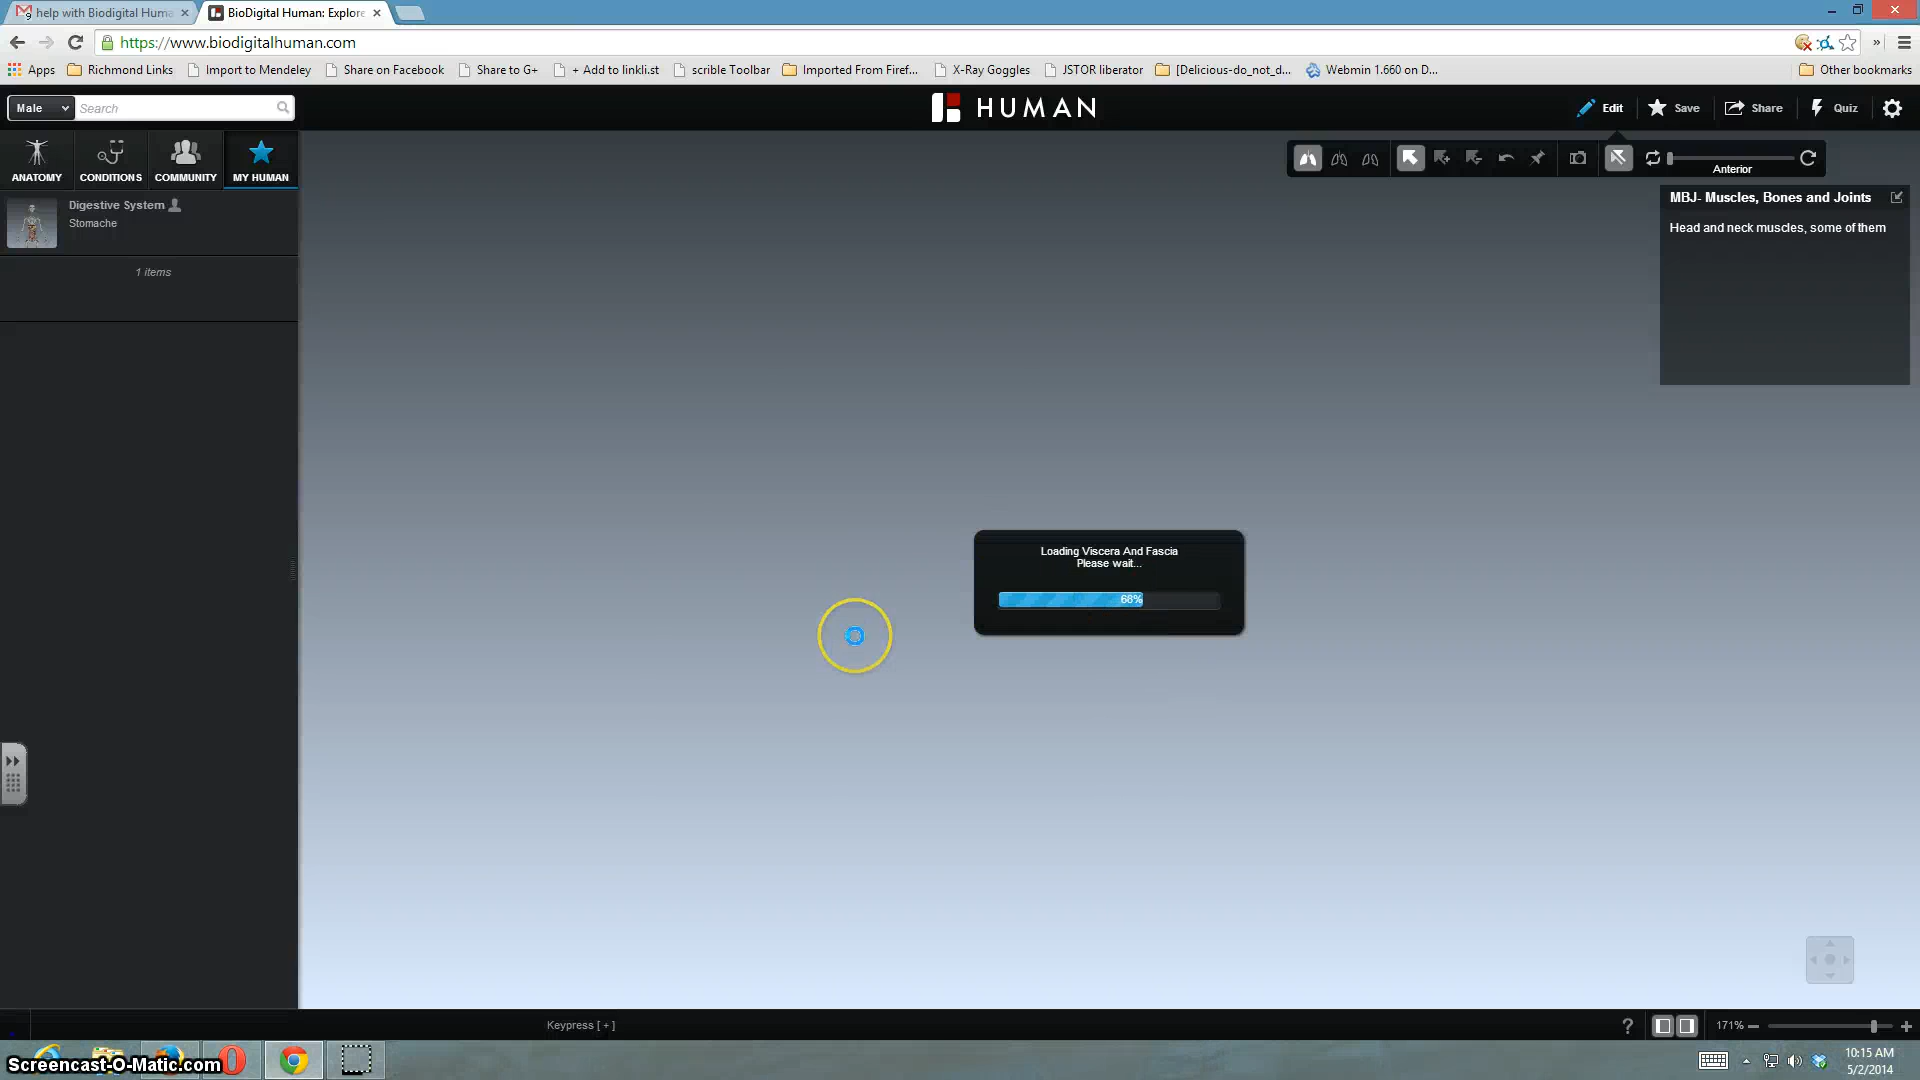 help with Biodigital Huma
BioDigital Human: Explore
https://www.biodigitalhuman.com
Apps
Richmond Links
Import to Mendeley
Share on Facebook
Share to G+
+ Add to linkli.st
scrible Toolbar
Imported From Firef...
X-Ray Goggles
JSTOR liberator
[Delicious-do_not_d...
Webmin 1.660 on D...
Other bookmarks
Male
Search
HUMAN
Edit
Save
Share
Quiz
ANATOMY
CONDITIONS
COMMUNITY
MY HUMAN
Anterior
Digestive System
Stomache
1 items
MBJ- Muscles, Bones and Joints
Head and neck muscles, some of them
Loading Viscera And Fascia
Please wait...
68%
Keypress [ + ]
?
171%
Screencast-O-Matic.com
10:15 AM
5/2/2014